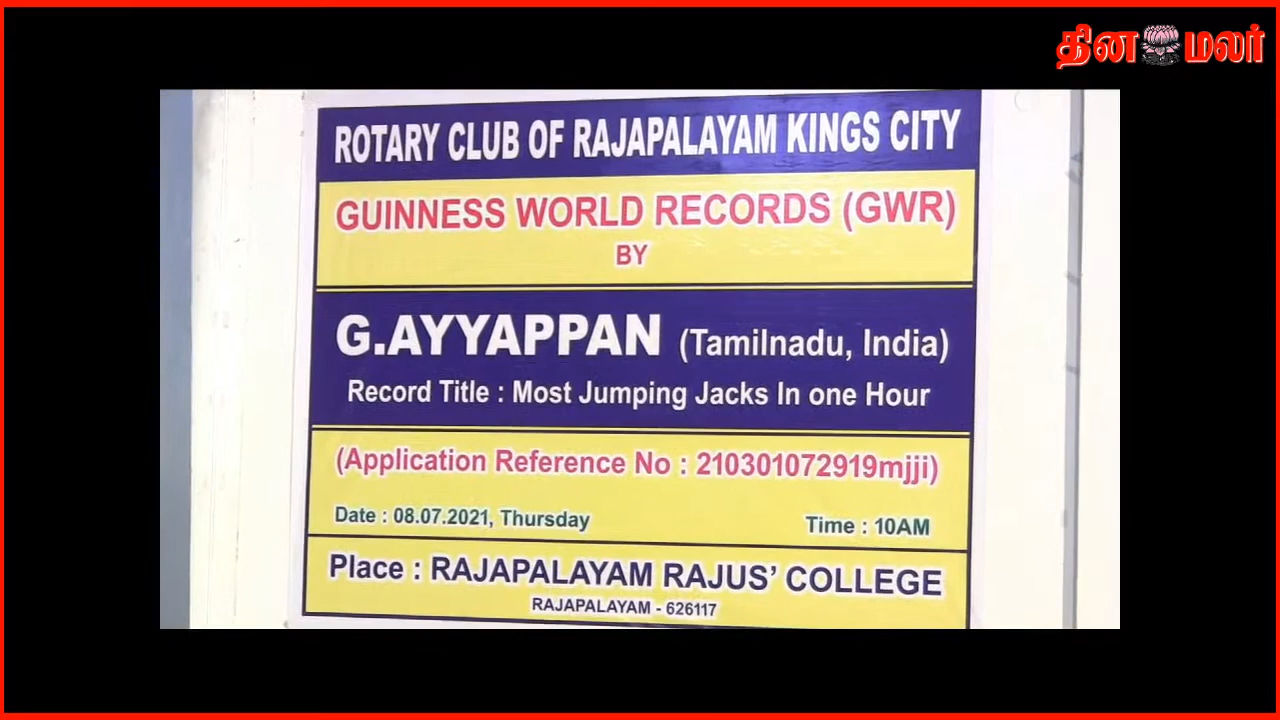 தின மலர்
ROTARY CLUB OF RAJAPALAYAM KINGS CITY
GUINNESS WORLD RECORDS (GWR)
BY
G.AYYAPPAN (Tamilnadu, India)
Record Title : Most Jumping Jacks In one Hour
(Application Reference No : 210301072919mjji)
Date : 08.07.2021, Thursday Time : 10AM
Place : RAJAPALAYAM RAJUS' COLLEGE
RAJAPALAYAM - 626117